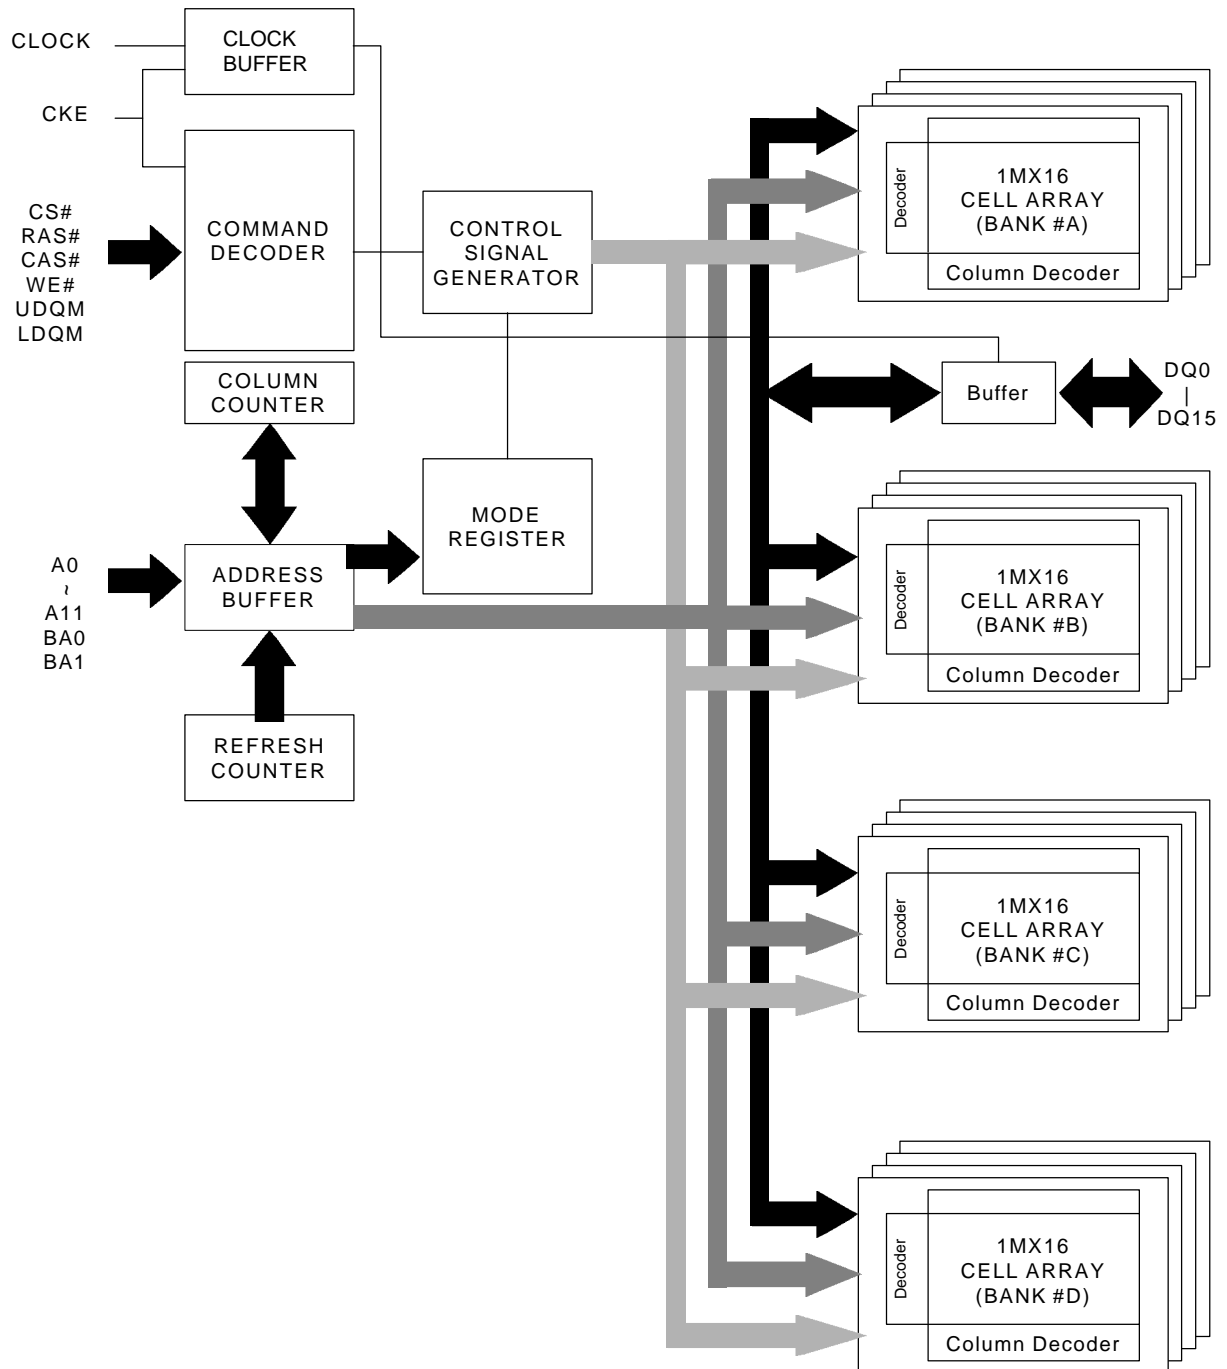 CLOCK
CKE
CS#
RAS#
CAS#
WE#
UDQM
LDQM
A0
~
A11
BA0
BA1
CLOCK
BUFFER
COMMAND
DECODER
COLUMN
COUNTER
ADDRESS
BUFFER
REFRESH
COUNTER
CONTROL
SIGNAL
GENERATOR
MODE
REGISTER
Decoder
1MX16
CELL ARRAY
(BANK #A)
Column Decoder
Buffer
DQ0
|
DQ15
Decoder
1MX16
CELL ARRAY
(BANK #B)
Column Decoder
Decoder
1MX16
CELL ARRAY
(BANK #C)
Column Decoder
Decoder
1MX16
CELL ARRAY
(BANK #D)
Column Decoder